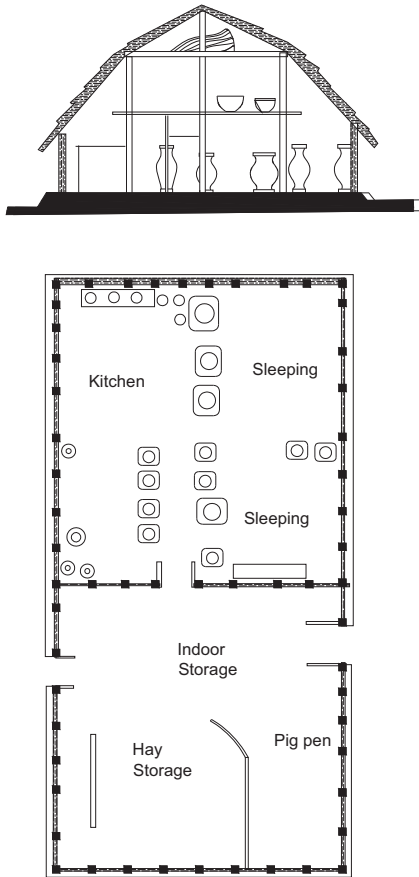 Kitchen
Sleeping
Sleeping
Indoor
Storage
Hay
Storage
Pig pen